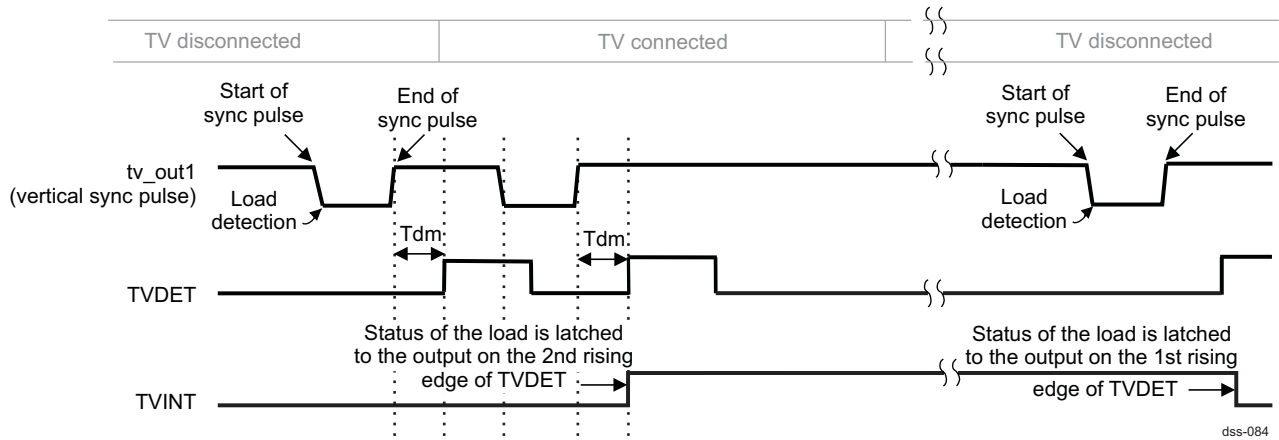 TV disconnected
TV connected
TV disconnected
Start of
sync pulse
End of
sync pulse
Start of
sync pulse
End of
sync pulse
tv_out1
(vertical sync pulse)
Load
detection
Load
detection
Tdm
Tdm
TVDET
Status of the load is latched
to the output on the 2nd rising
edge of TVDET
Status of the load is latched
to the output on the 1st rising
edge of TVDET
TVINT
dss-084